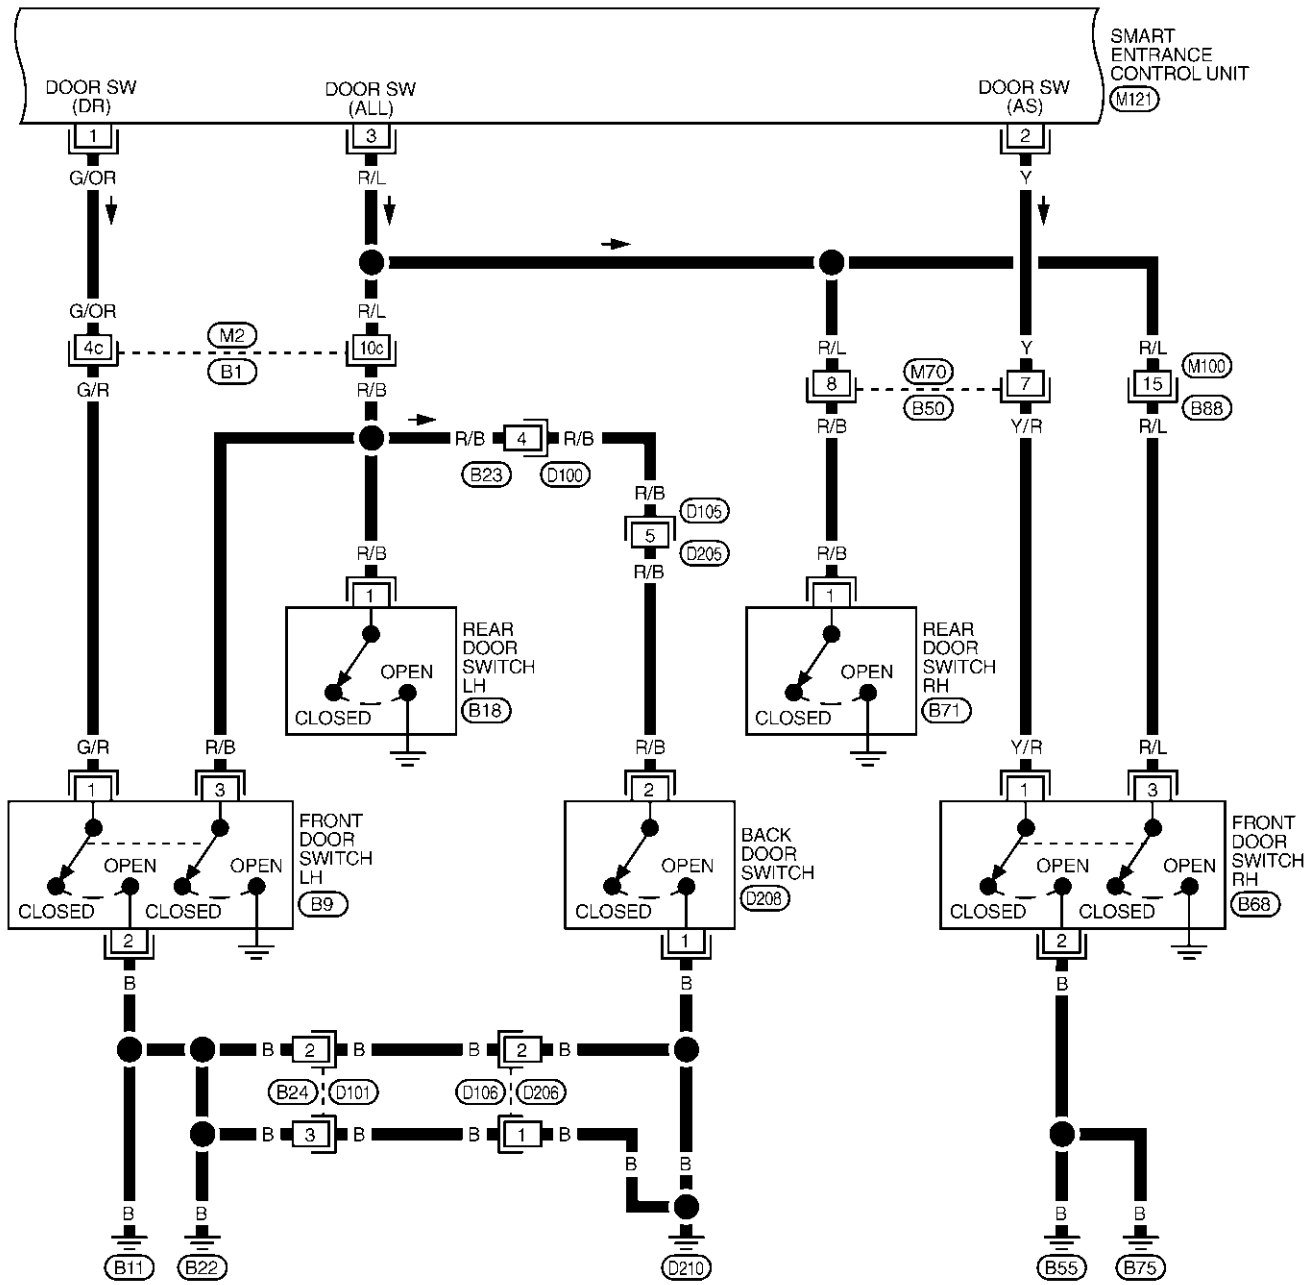 SMART
ENTRANCE
CONTROL UNIT
M121
DOOR SW
(DR)
DOOR SW
(ALL)
DOOR SW
(AS)
1
3
2
G/OR
R/L
Y
G/OR
R/L
4c
M2
B1
10c
G/R
R/B
R/L
Y
R/L
8
M70
B50
7
15
M100
B88
R/B
Y/R
R/L
R/B
4
R/B
B23
D100
R/B
D105
5
D205
R/B
R/B
1
REAR
DOOR
SWITCH
LH
B18
OPEN
CLOSED
R/B
1
REAR
DOOR
SWITCH
RH
B71
OPEN
CLOSED
G/R
R/B
R/B
Y/R
R/L
1
3
FRONT
DOOR
SWITCH
LH
B9
OPEN
OPEN
CLOSED
CLOSED
2
2
BACK
DOOR
SWITCH
D208
OPEN
CLOSED
1
1
3
FRONT
DOOR
SWITCH
RH
B68
OPEN
OPEN
CLOSED
CLOSED
2
B
B
B
B
2
B
B
2
B
B24
D101
D106
D206
B
3
B
B
1
B
B
B
B
B
B
B
B11
B22
D210
B55
B75